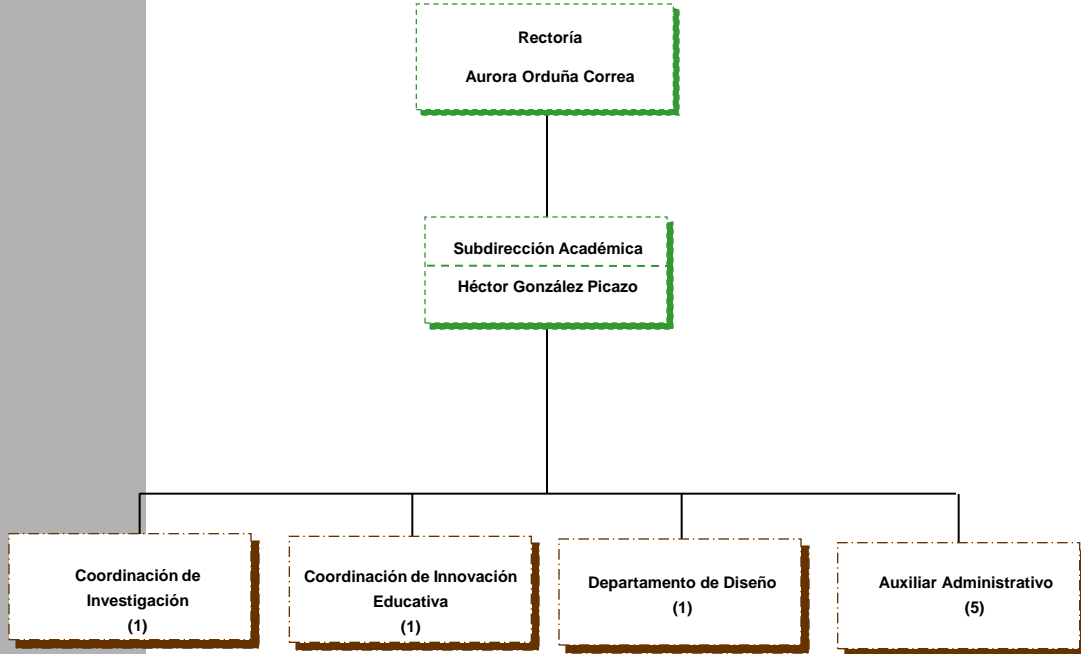 Rectoría
Aurora Orduña Correa
Subdirección Académica
Héctor González Picazo
Coordinación de
Investigación
(1)
Coordinación de Innovación
Educativa
(1)
Departamento de Diseño
(1)
Auxiliar Administrativo
(5)